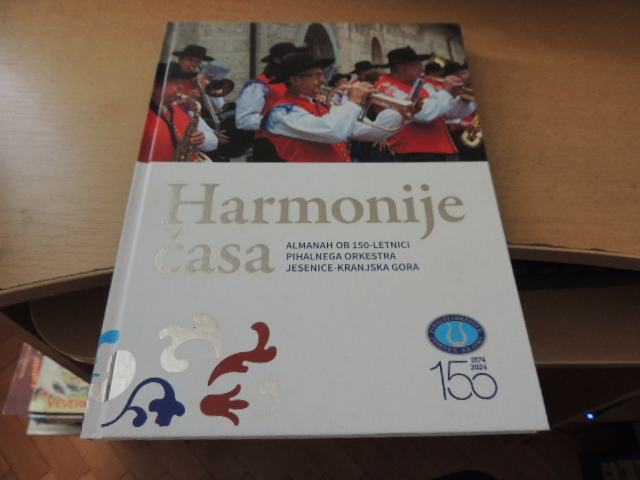 Harmonije
časa
ALMANAH OB 150-LETNICI
PIHALNEGA ORKESTRA
JESENICE-KRANJSKA GORA
1874
2024
150